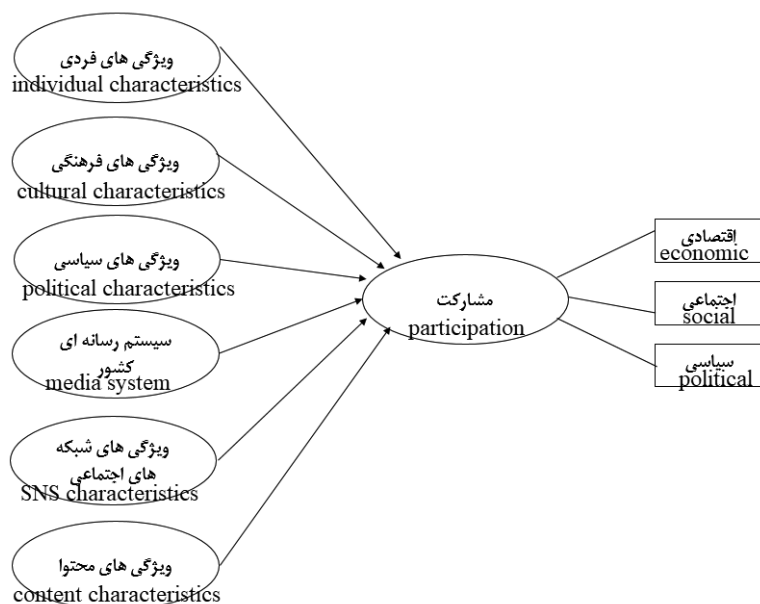 ویژگی های فردی
individual characteristics
ویژگی های فرهنگی
cultural characteristics
ویژگی های سیاسی
political characteristics
سیستم رسانه ای
کشور
media system
ویژگی های شبکه
های اجتماعی
SNS characteristics
ویژگی های محتوا
content characteristics
مشارکت
participation
اقتصادی
economic
اجتماعی
social
سیاسی
political